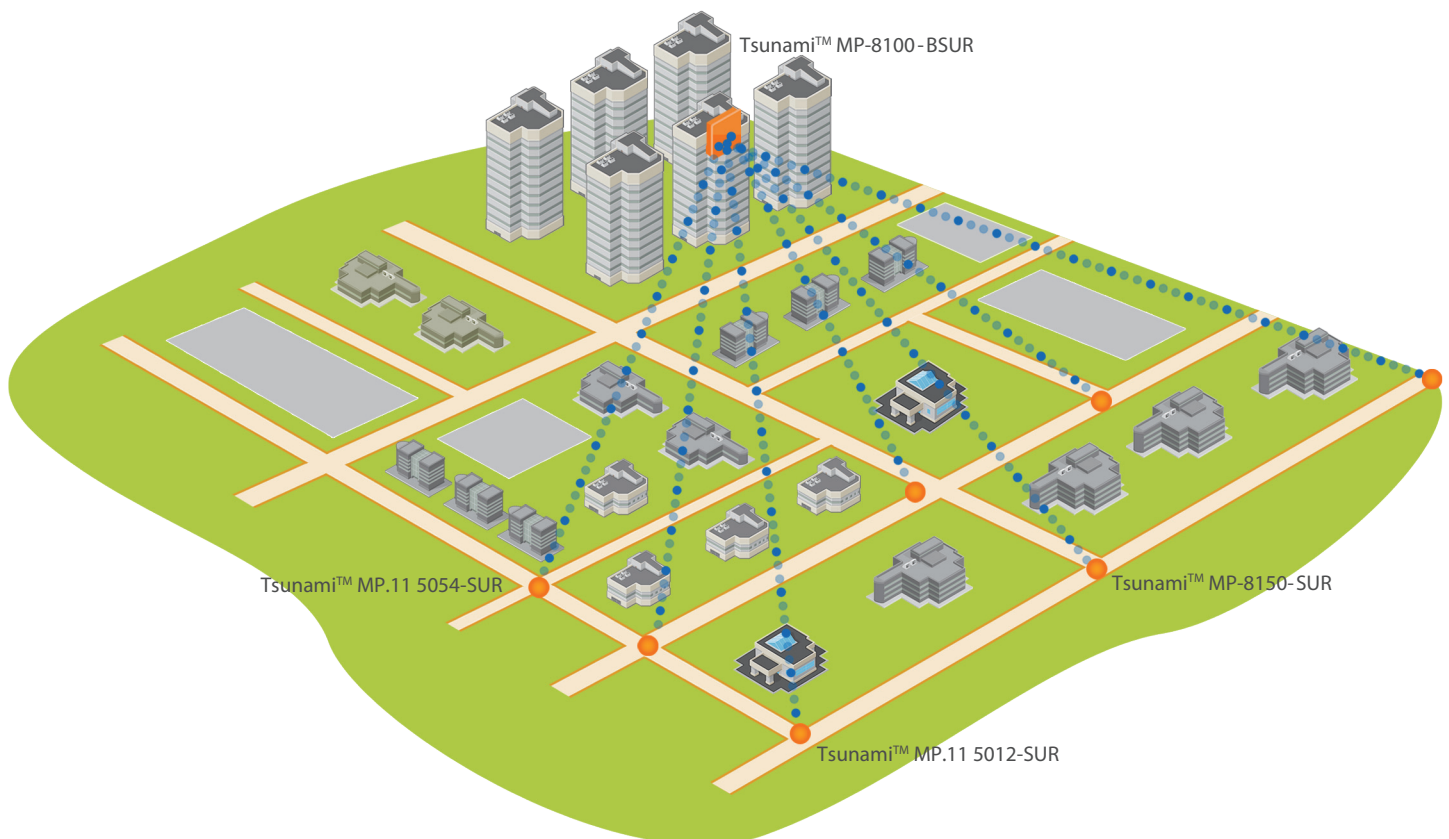 Tsunami™ MP-8100-BSUR
Tsunami™ MP.11 5054-SUR
Tsunami™ MP-8150-SUR
Tsunami™ MP.11 5012-SUR